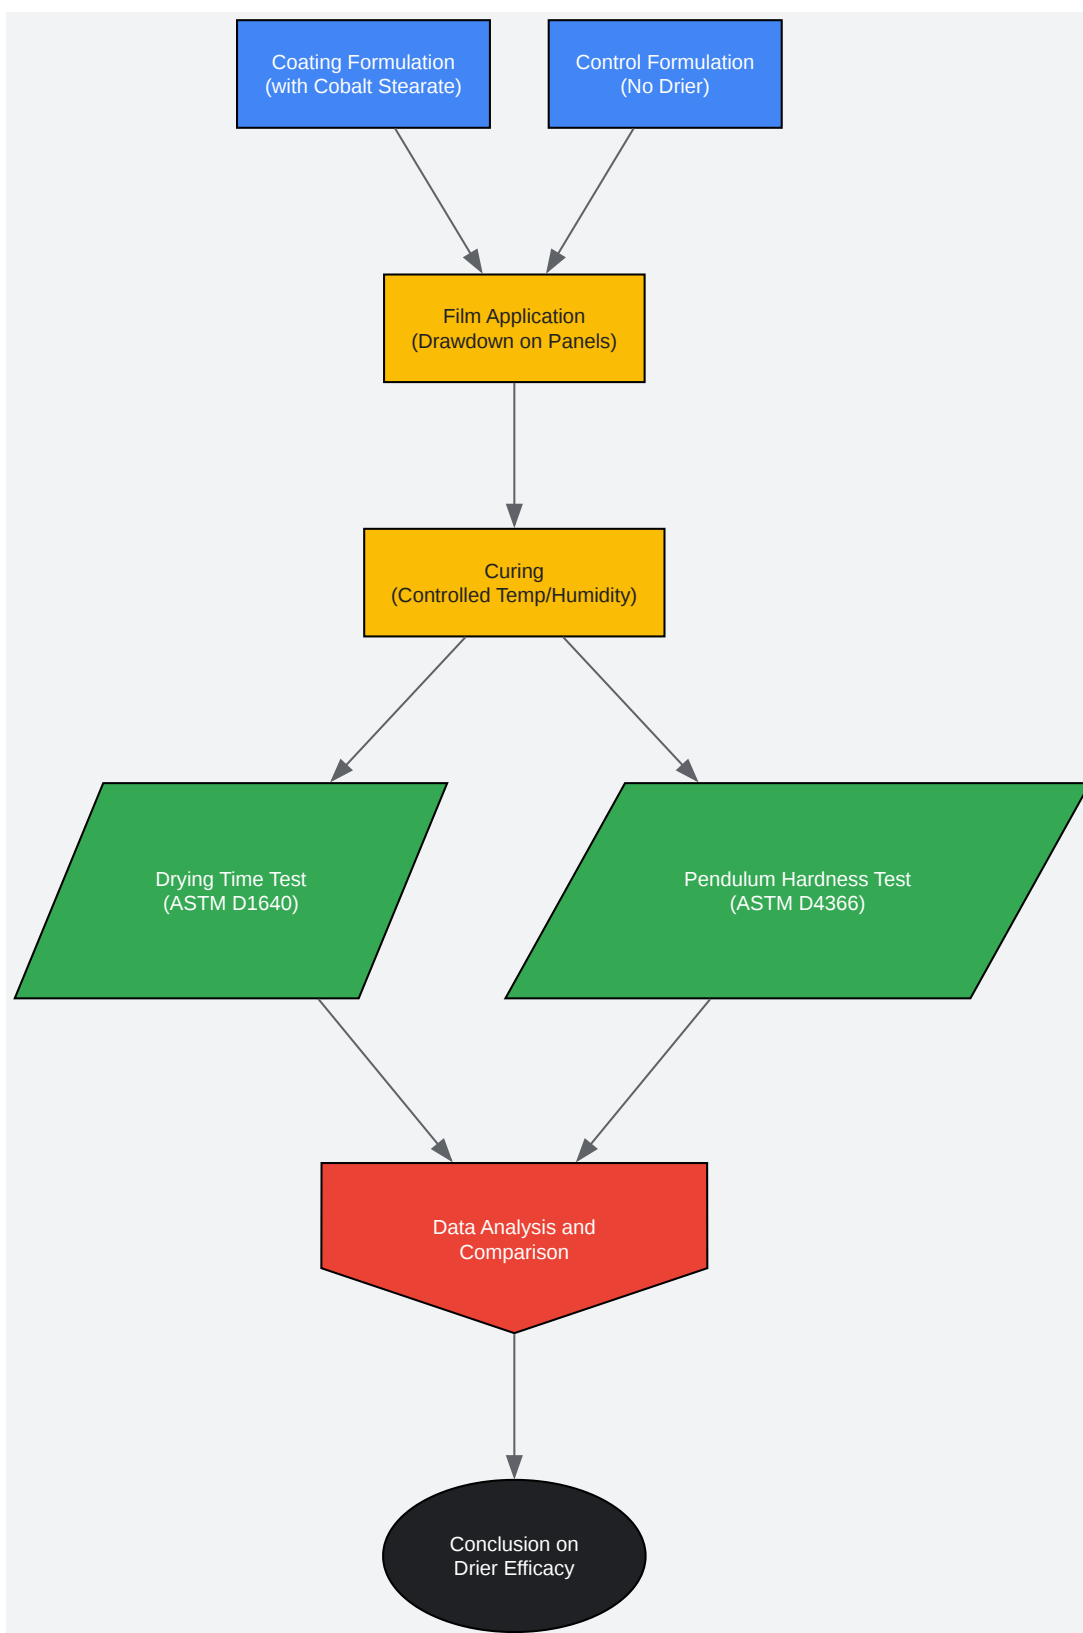 Coating Formulation
(with Cobalt Stearate)
Control Formulation
(No Drier)
Film Application
(Drawdown on Panels)
Curing
(Controlled Temp/Humidity)
Drying Time Test
(ASTM D1640)
Pendulum Hardness Test
(ASTM D4366)
Data Analysis and
Comparison
Conclusion on
Drier Efficacy